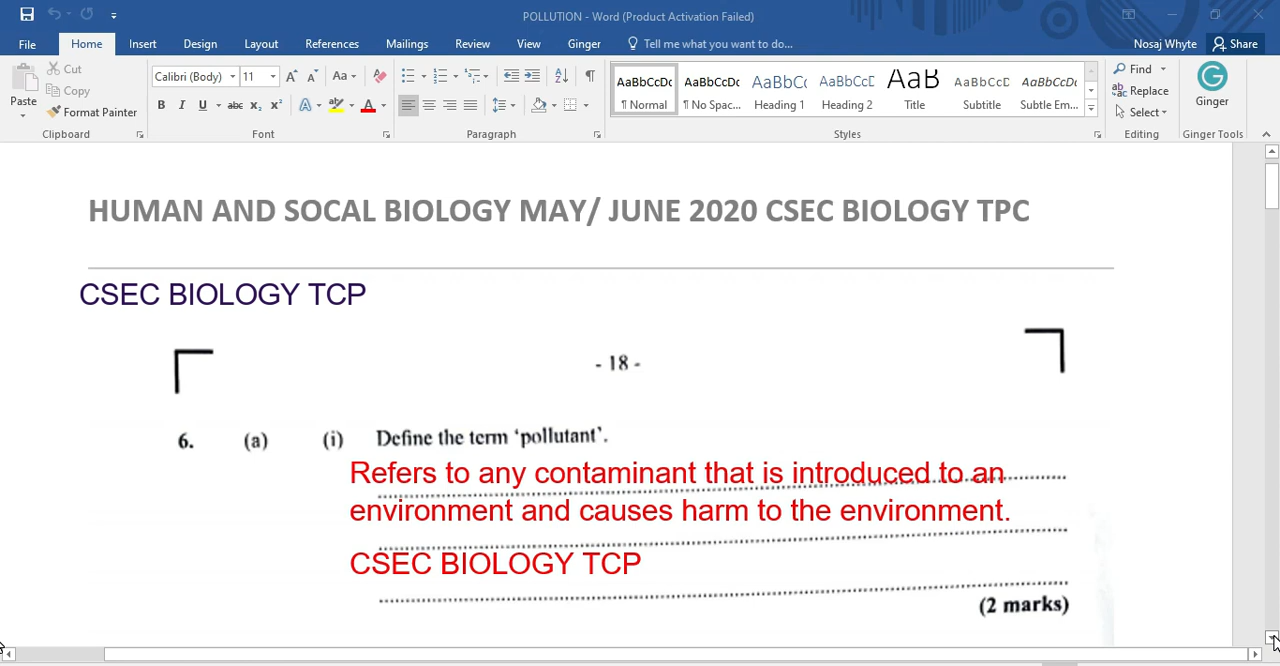 POLLUTION - Word (Product Activation Failed)
File Home Insert Design Layout References Mailings Review View Ginger Tell me what you want to do... Nosaj Whyte Share
Cut
Copy
Format Painter
Paste
Clipboard
Calibri (Body) 11
Font
Paragraph
AaBbCcDc AaBbCcDc AaBbCc AaBbCcD AaB AaBbCcD AaBbCcDc
¶ Normal ¶ No Spac... Heading 1 Heading 2 Title Subtitle Subtle Em...
Styles
Find
Replace
Select
Editing
Ginger
Ginger Tools
HUMAN AND SOCAL BIOLOGY MAY/ JUNE 2020 CSEC BIOLOGY TPC
CSEC BIOLOGY TCP
- 18 -
6. (a) (i) Define the term ‘pollutant’.
Refers to any contaminant that is introduced to an
environment and causes harm to the environment.
CSEC BIOLOGY TCP
(2 marks)